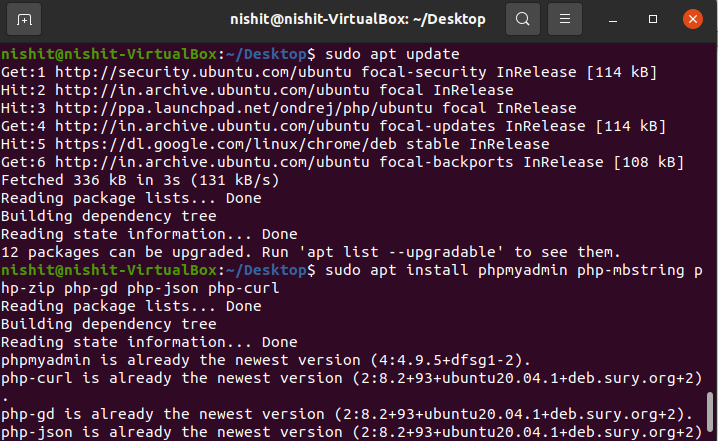 nishit@nishit-VirtualBox: ~/Desktop
nishit@nishit-VirtualBox:~/Desktop$ sudo apt update
Get:1 http://security.ubuntu.com/ubuntu focal-security InRelease [114 kB]
Hit:2 http://in.archive.ubuntu.com/ubuntu focal InRelease
Hit:3 http://ppa.launchpad.net/ondrej/php/ubuntu focal InRelease
Get:4 http://in.archive.ubuntu.com/ubuntu focal-updates InRelease [114 kB]
Hit:5 https://dl.google.com/linux/chrome/deb stable InRelease
Get:6 http://in.archive.ubuntu.com/ubuntu focal-backports InRelease [108 kB]
Fetched 336 kB in 3s (131 kB/s)
Reading package lists... Done
Building dependency tree
Reading state information... Done
12 packages can be upgraded. Run 'apt list --upgradable' to see them.
nishit@nishit-VirtualBox:~/Desktop$ sudo apt install phpmyadmin php-mbstring p
hp-zip php-gd php-json php-curl
Reading package lists... Done
Building dependency tree
Reading state information... Done
phpmyadmin is already the newest version (4:4.9.5+dfsg1-2).
php-curl is already the newest version (2:8.2+93+ubuntu20.04.1+deb.sury.org+2)
.
php-gd is already the newest version (2:8.2+93+ubuntu20.04.1+deb.sury.org+2).
php-json is already the newest version (2:8.2+93+ubuntu20.04.1+deb.sury.org+2)